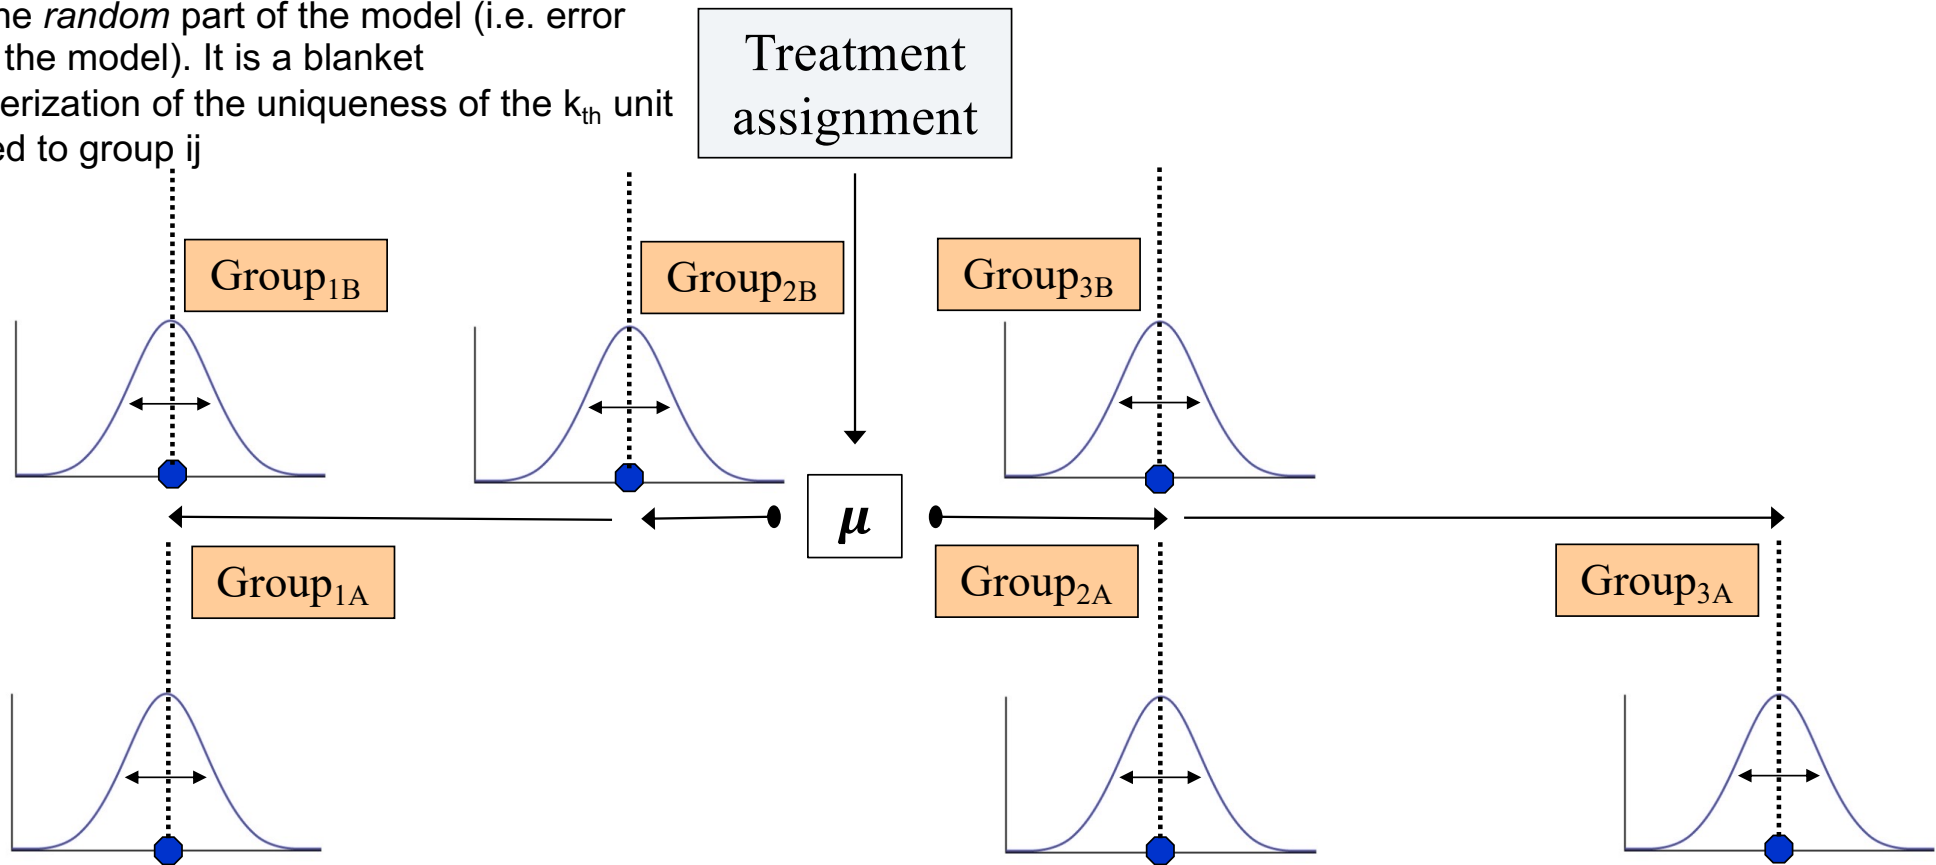 ne random part of the model (i.e. error
the model). It is a blanket
erization of the uniqueness of the kth unit
ed to group ij
Treatment
assignment
Group1B
Group2B
Group3B
μ
Group1A
Group2A
Group3A